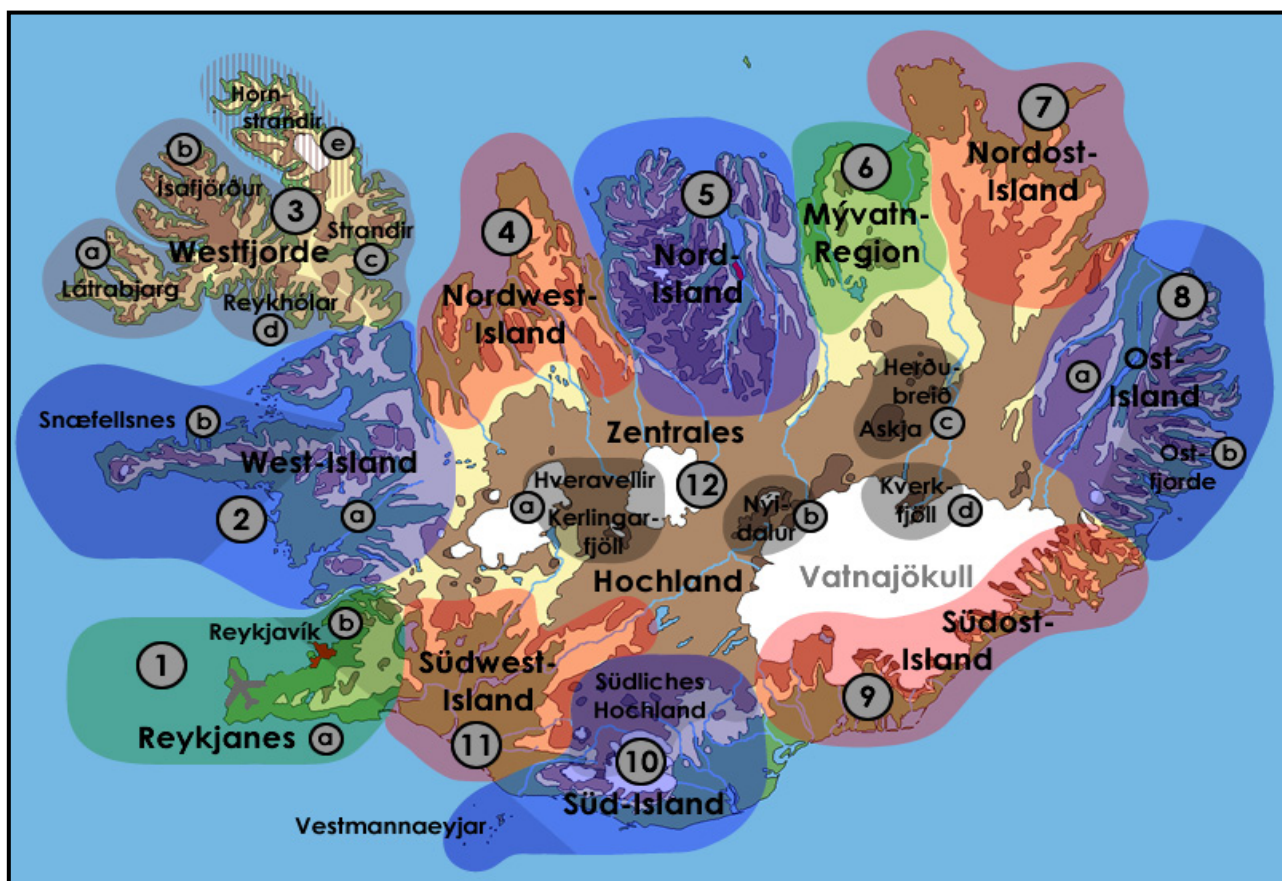 Horn-
strandir
e
b
Ísafjörður
3
Strandir
c
a
Westfjorde
Látrabjarg
Reykhólar
d
4
Nordwest-
Island
5
Nord-
Island
6
Mývatn-
Region
7
Nordost-
Island
8
a
Ost-
Island
Ost-
fjorde
b
Snæfellsnes
b
West-Island
2
a
Zentrales
Hochland
12
a
Hveravellir
Kerlingar-
fjöll
Nýi-
dalur
b
Herðu-
breið
Askja
c
Kverk-
fjöll
d
Vatnajökull
Südost-
Island
9
1
Reykjavík
b
Reykjanes
a
Südwest-
Island
11
Südliches
Hochland
10
Süd-Island
Vestmannaeyjar